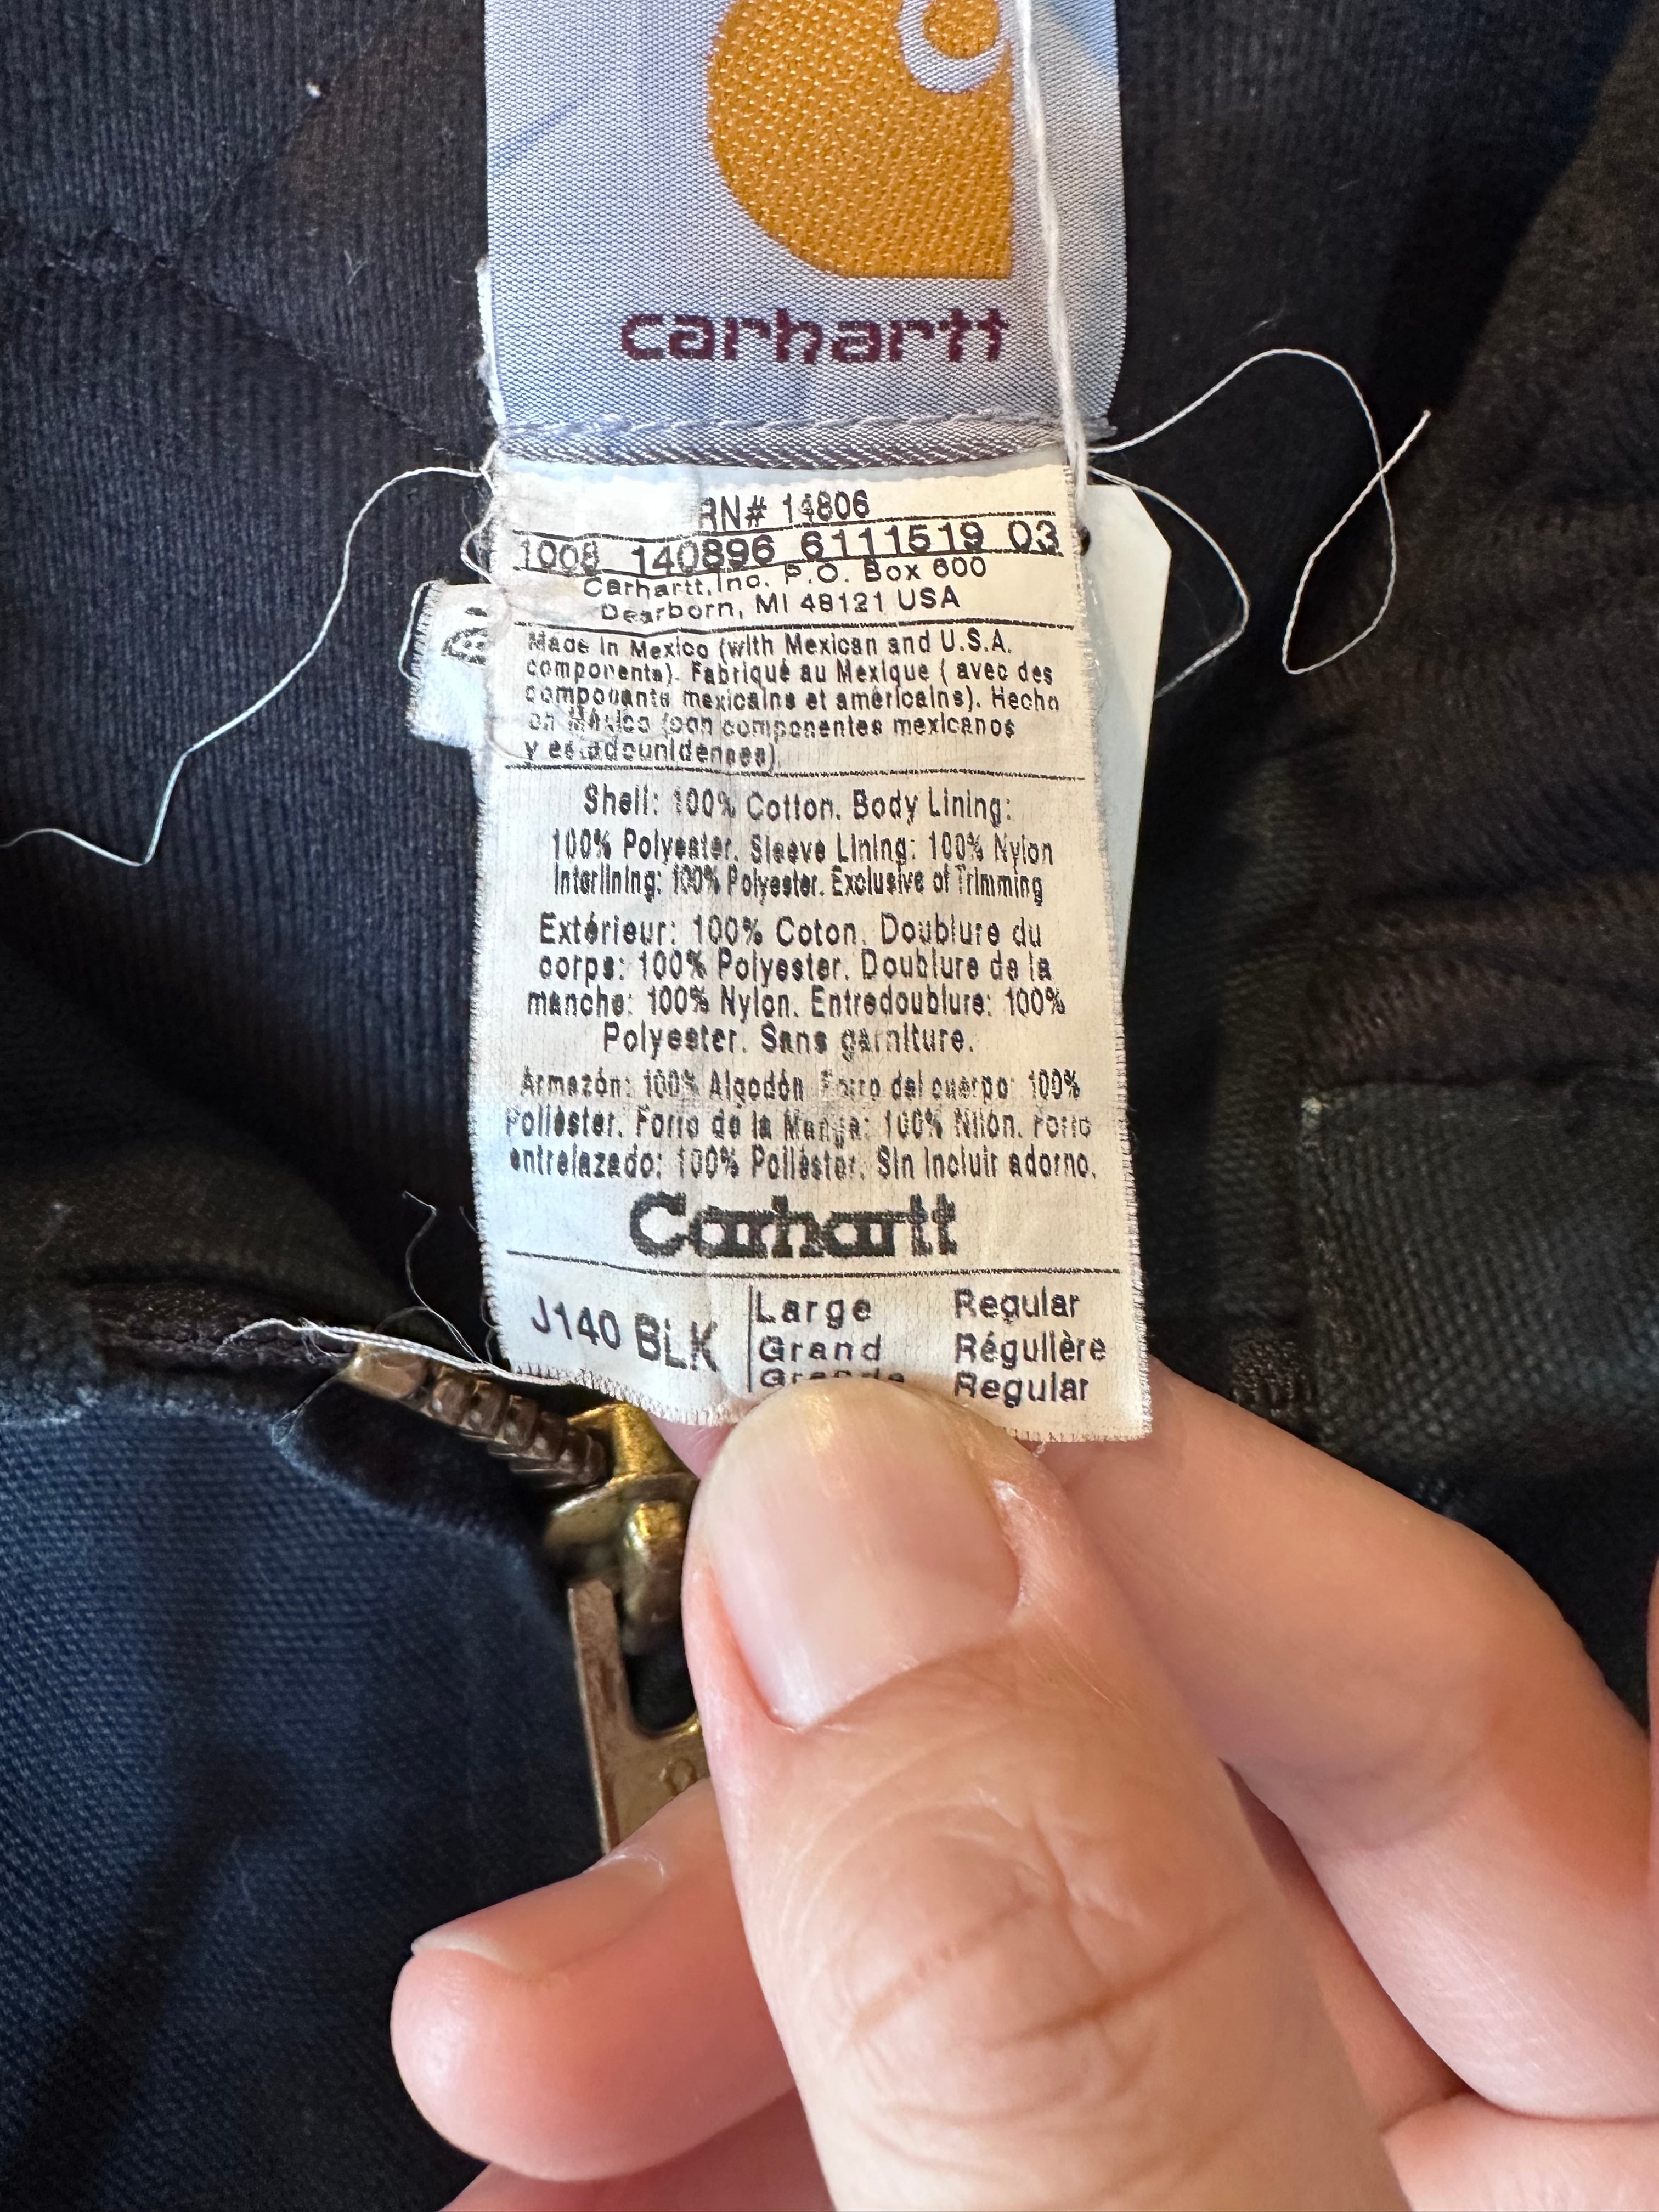 carhartt
RN# 14806
1008 140896 6111519 03
Carhartt,Inc. P.O. Box 600
Dearborn, MI 48121 USA
Made in Mexico (with Mexican and U.S.A.
components). Fabriqué au Mexique ( avec des
composants mexicains et américains). Hecho
en México (con componentes mexicanos
y estadounidenses)
Shell: 100% Cotton. Body Lining:
100% Polyester. Sleeve Lining: 100% Nylon
Interlining: 100% Polyester. Exclusive of Trimming
Extérieur: 100% Coton. Doublure du
corps: 100% Polyester. Doublure de la
manche: 100% Nylon. Entredoublure: 100%
Polyester. Sans garniture.
Armazón: 100% Algodón. Forro del cuerpo: 100%
Poliéster. Forro de la Manga: 100% Nilón. Forro
entrelazado: 100% Poliéster. Sin incluir adorno.
Carhartt
J140 BLK
Large Regular
Grand Régulière
Grande Regular